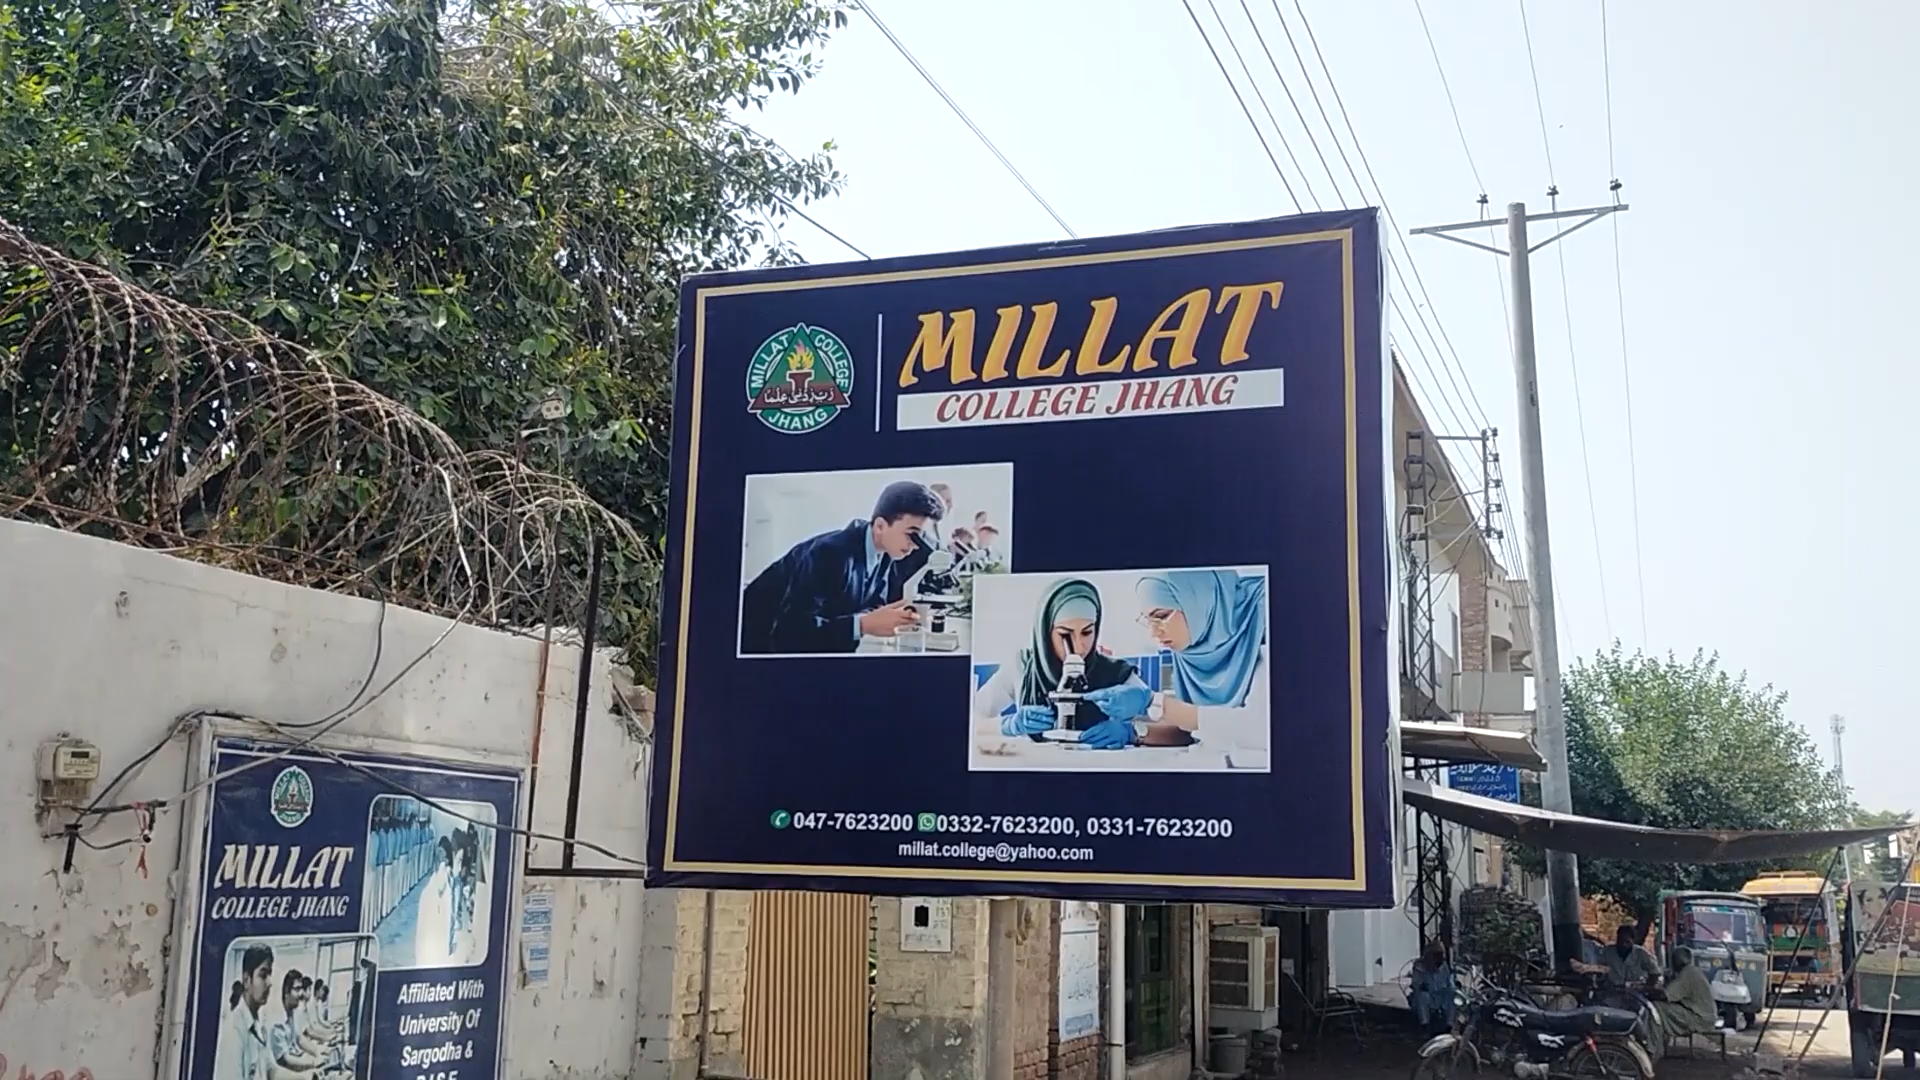 MILLAT COLLEGE
رَبِّ زِدْنِي عِلْمًا
JHANG
MILLAT
COLLEGE JHANG
047-7623200 0332-7623200, 0331-7623200
millat.college@yahoo.com
MILLAT
COLLEGE JHANG
Affiliated With
University Of
Sargodha &